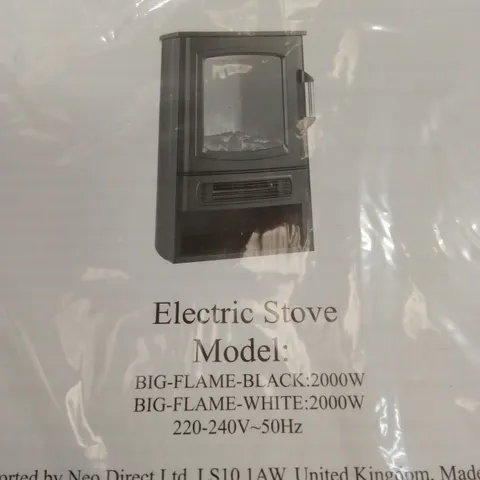 Electric Stove
Model:
BIG-FLAME-BLACK:2000W
BIG-FLAME-WHITE:2000W
220-240V~50Hz
orted by Neo Direct Ltd, LS10 1AW, United Kingdom, Made